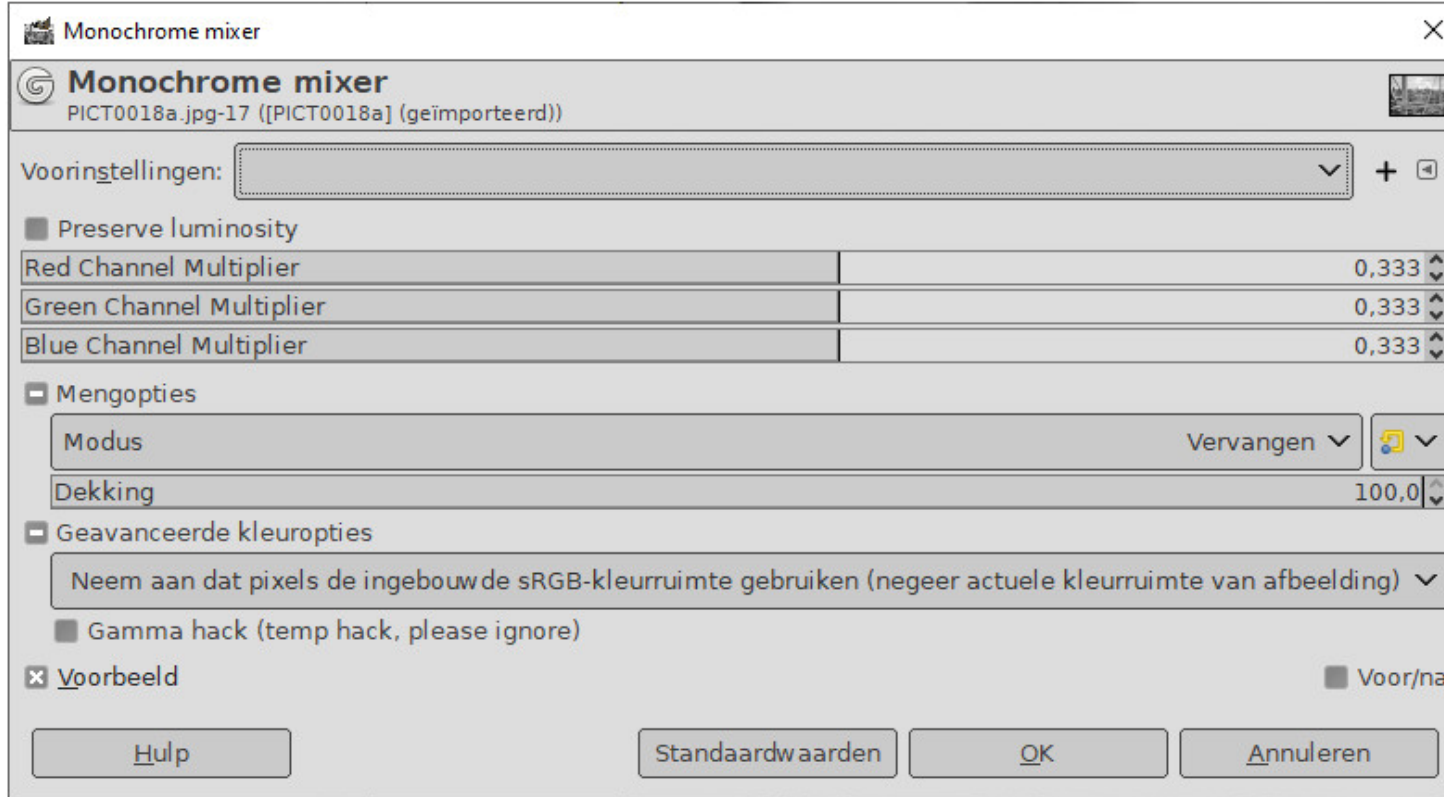 Monochrome mixer
Monochrome mixer
PICT0018a.jpg-17 ([PICT0018a] (geïmporteerd))
Voorinstellingen:
Preserve luminosity
Red Channel Multiplier 0,333
Green Channel Multiplier 0,333
Blue Channel Multiplier 0,333
Mengopties
Modus Vervangen
Dekking 100,0
Geavanceerde kleuropties
Neem aan dat pixels de ingebouwde sRGB-kleurruimte gebruiken (negeer actuele kleurruimte van afbeelding)
Gamma hack (temp hack, please ignore)
Voorbeeld Voor/na
Hulp Standaardwaarden OK Annuleren